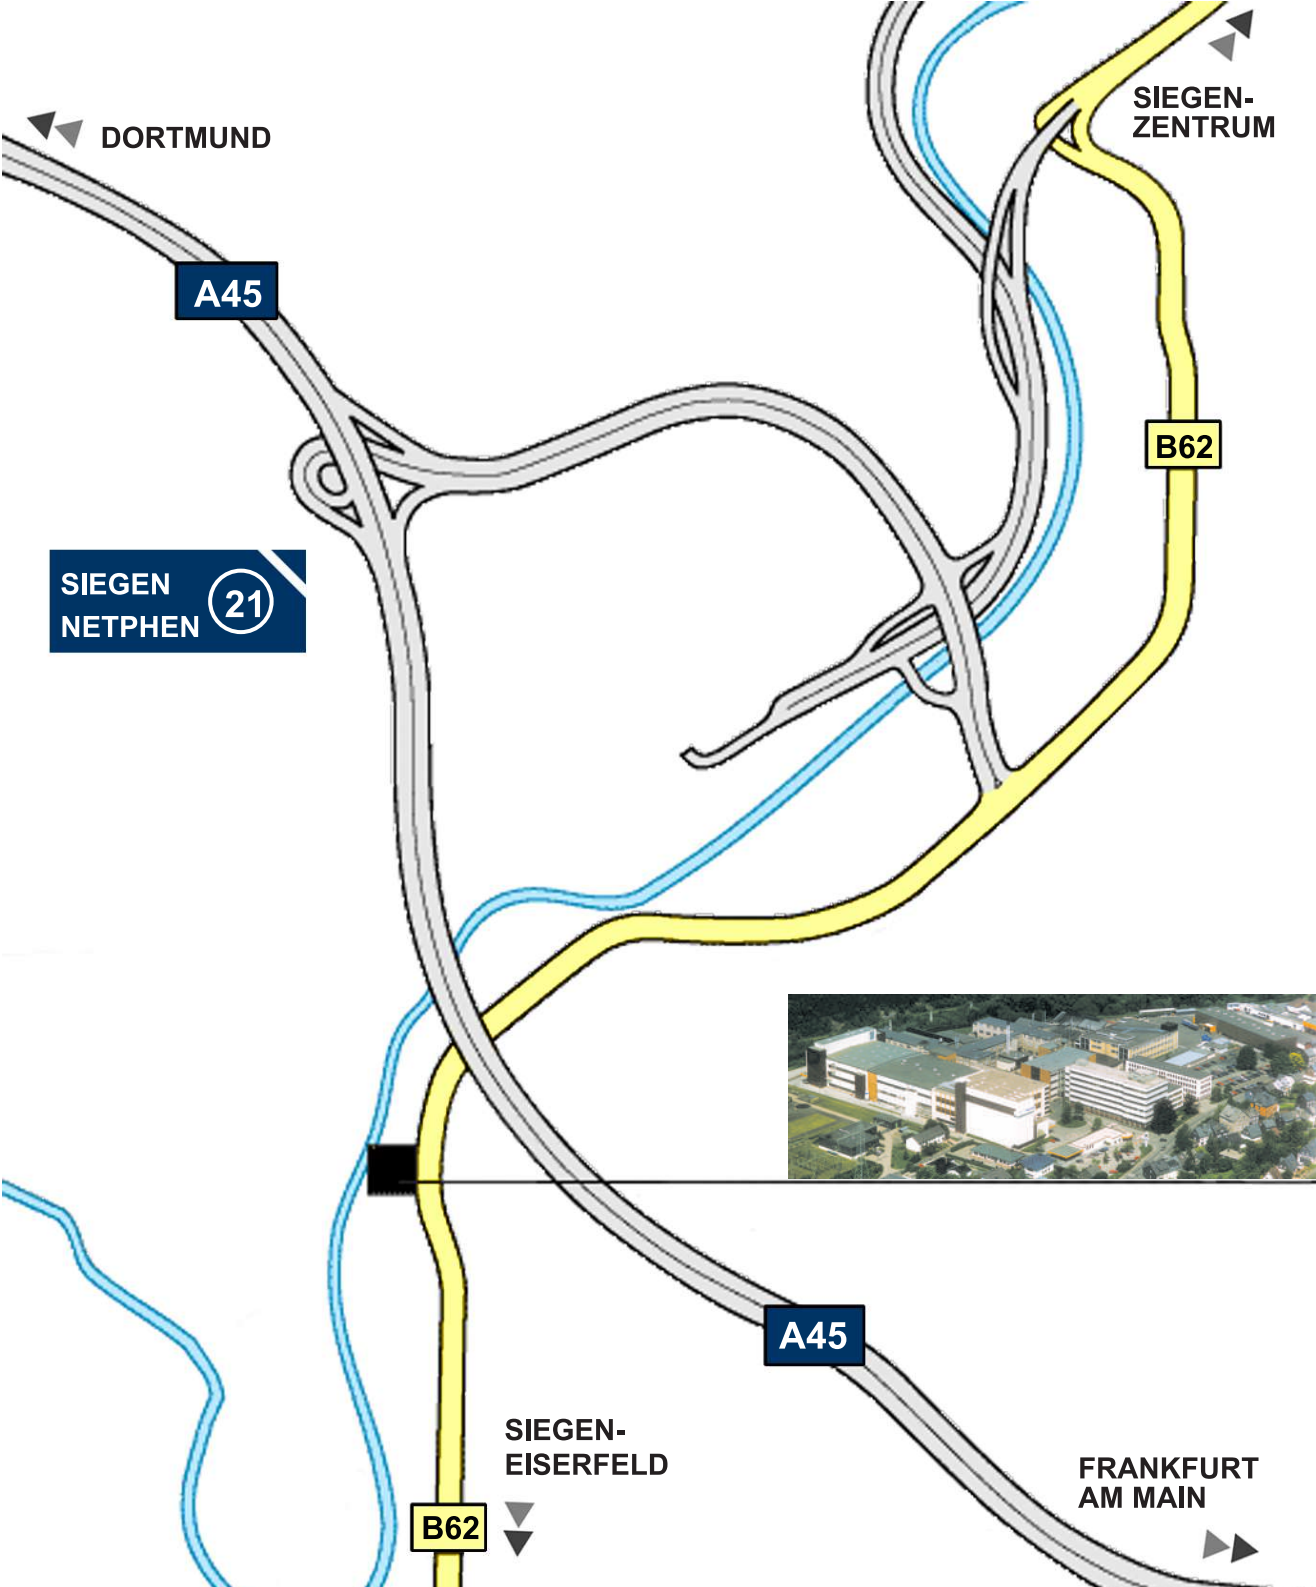 SIEGEN-
ZENTRUM
DORTMUND
A45
B62
SIEGEN
NETPHEN 21
A45
SIEGEN-
EISERFELD
FRANKFURT
AM MAIN
B62